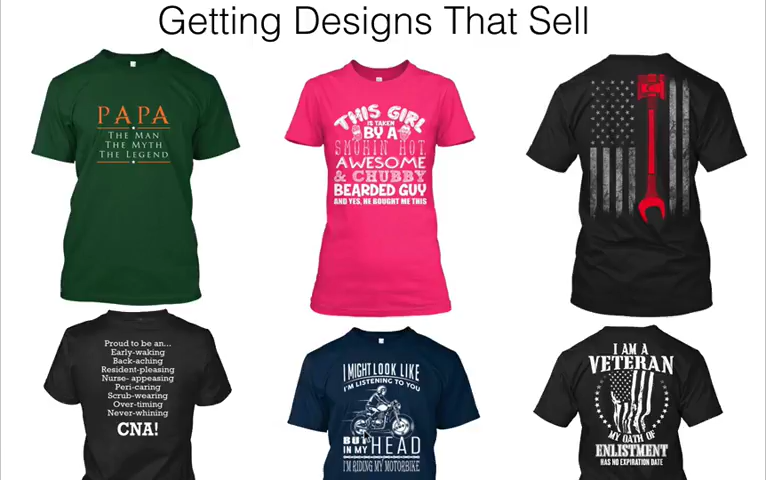 Getting Designs That Sell
PAPA
THE MAN
THE MYTH
THE LEGEND
THIS GIRL
IS TAKEN
BY A
SMOKIN HOT,
AWESOME
& CHUBBY
BEARDED GUY
AND YES, HE BOUGHT ME THIS
Proud to be an...
Early-waking
Back-aching
Resident-pleasing
Nurse- appeasing
Peri-caring
Scrub-wearing
Over-timing
Never-whining
CNA!
I MIGHT LOOK LIKE
I'M LISTENING TO YOU
BUT
IN MY HEAD
I'M RIDING MY MOTORBIKE
I AM A
VETERAN
MY OATH OF
ENLISTMENT
HAS NO EXPIRATION DATE